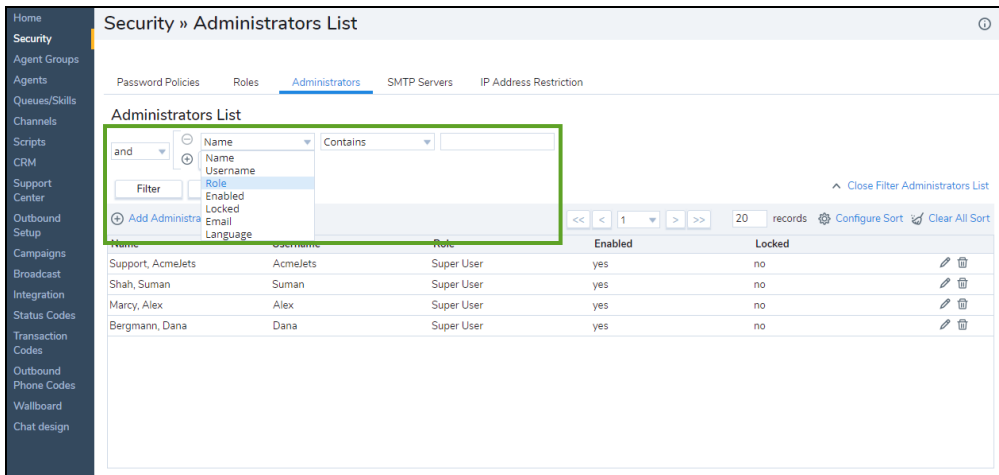 Home
Security
Agent Groups
Agents
Queues/Skills
Channels
Scripts
CRM
Support
Center
Outbound
Setup
Campaigns
Broadcast
Integration
Status Codes
Transaction
Codes
Outbound
Phone Codes
Wallboard
Chat design
Security » Administrators List
Password Policies Roles Administrators SMTP Servers IP Address Restriction
Administrators List
and Name Contains
Name
Username
Role
Enabled
Locked
Email
Language
Filter Close Filter Administrators List
Add Administra << < 1 > >> 20 records Configure Sort Clear All Sort
Name Username Role Enabled Locked
Support, AcmeJets AcmeJets Super User yes no
Shah, Suman Suman Super User yes no
Marcy, Alex Alex Super User yes no
Bergmann, Dana Dana Super User yes no